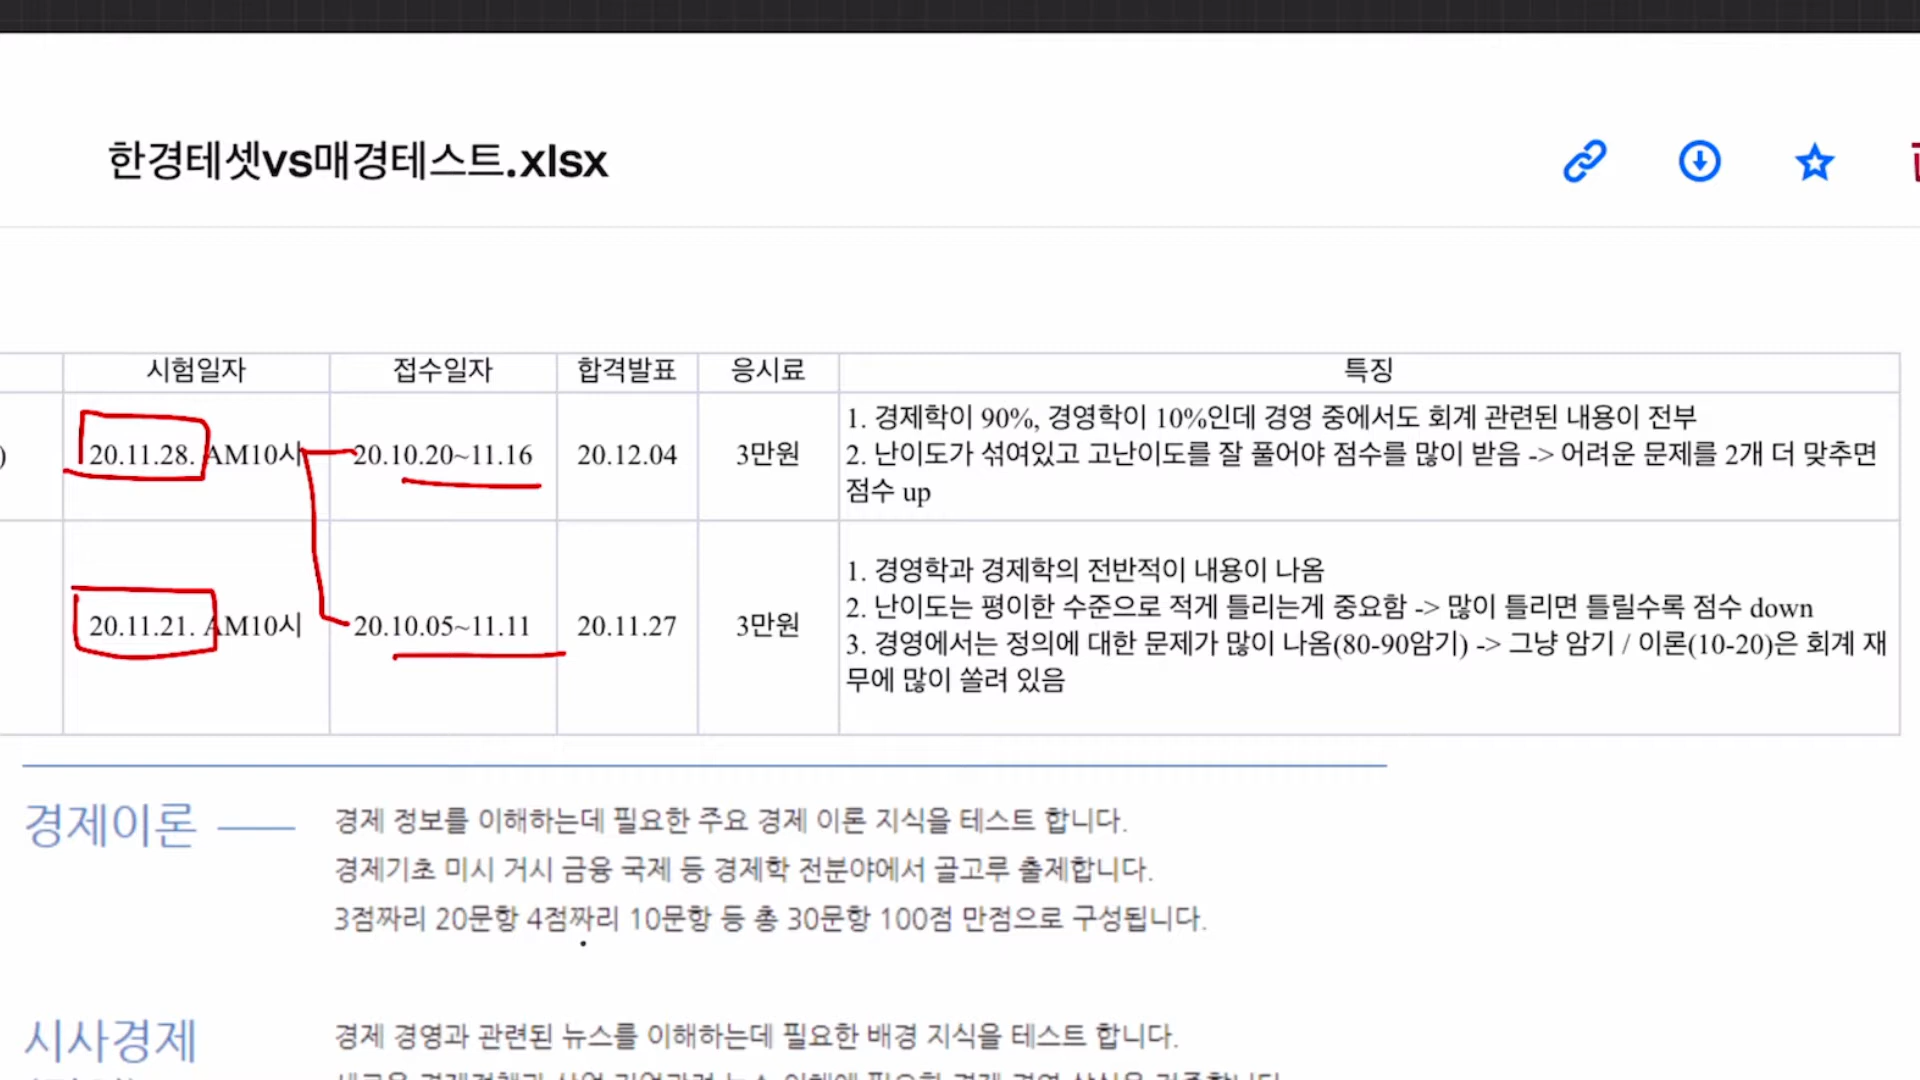 한경테셋vs매경테스트.xlsx
시험일자 접수일자 합격발표 응시료 특징
) 20.11.28. AM10시 20.10.20~11.16 20.12.04 3만원
1. 경제학이 90%, 경영학이 10%인데 경영 중에서도 회계 관련된 내용이 전부
2. 난이도가 섞여있고 고난이도를 잘 풀어야 점수를 많이 받음 -> 어려운 문제를 2개 더 맞추면
점수 up
20.11.21. AM10시 20.10.05~11.11 20.11.27 3만원
1. 경영학과 경제학의 전반적이 내용이 나옴
2. 난이도는 평이한 수준으로 적게 틀리는게 중요함 -> 많이 틀리면 틀릴수록 점수 down
3. 경영에서는 정의에 대한 문제가 많이 나옴(80-90암기) -> 그냥 암기 / 이론(10-20)은 회계 재
무에 많이 쏠려 있음
경제이론
경제 정보를 이해하는데 필요한 주요 경제 이론 지식을 테스트 합니다.
경제기초 미시 거시 금융 국제 등 경제학 전분야에서 골고루 출제합니다.
3점짜리 20문항 4점짜리 10문항 등 총 30문항 100점 만점으로 구성됩니다.
시사경제
경제 경영과 관련된 뉴스를 이해하는데 필요한 배경 지식을 테스트 합니다.